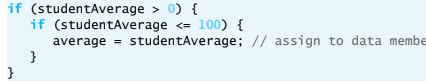 if (studentAverage > 0) {
   if (studentAverage <= 100) {
      average = studentAverage; // assign to data membe
   }
}